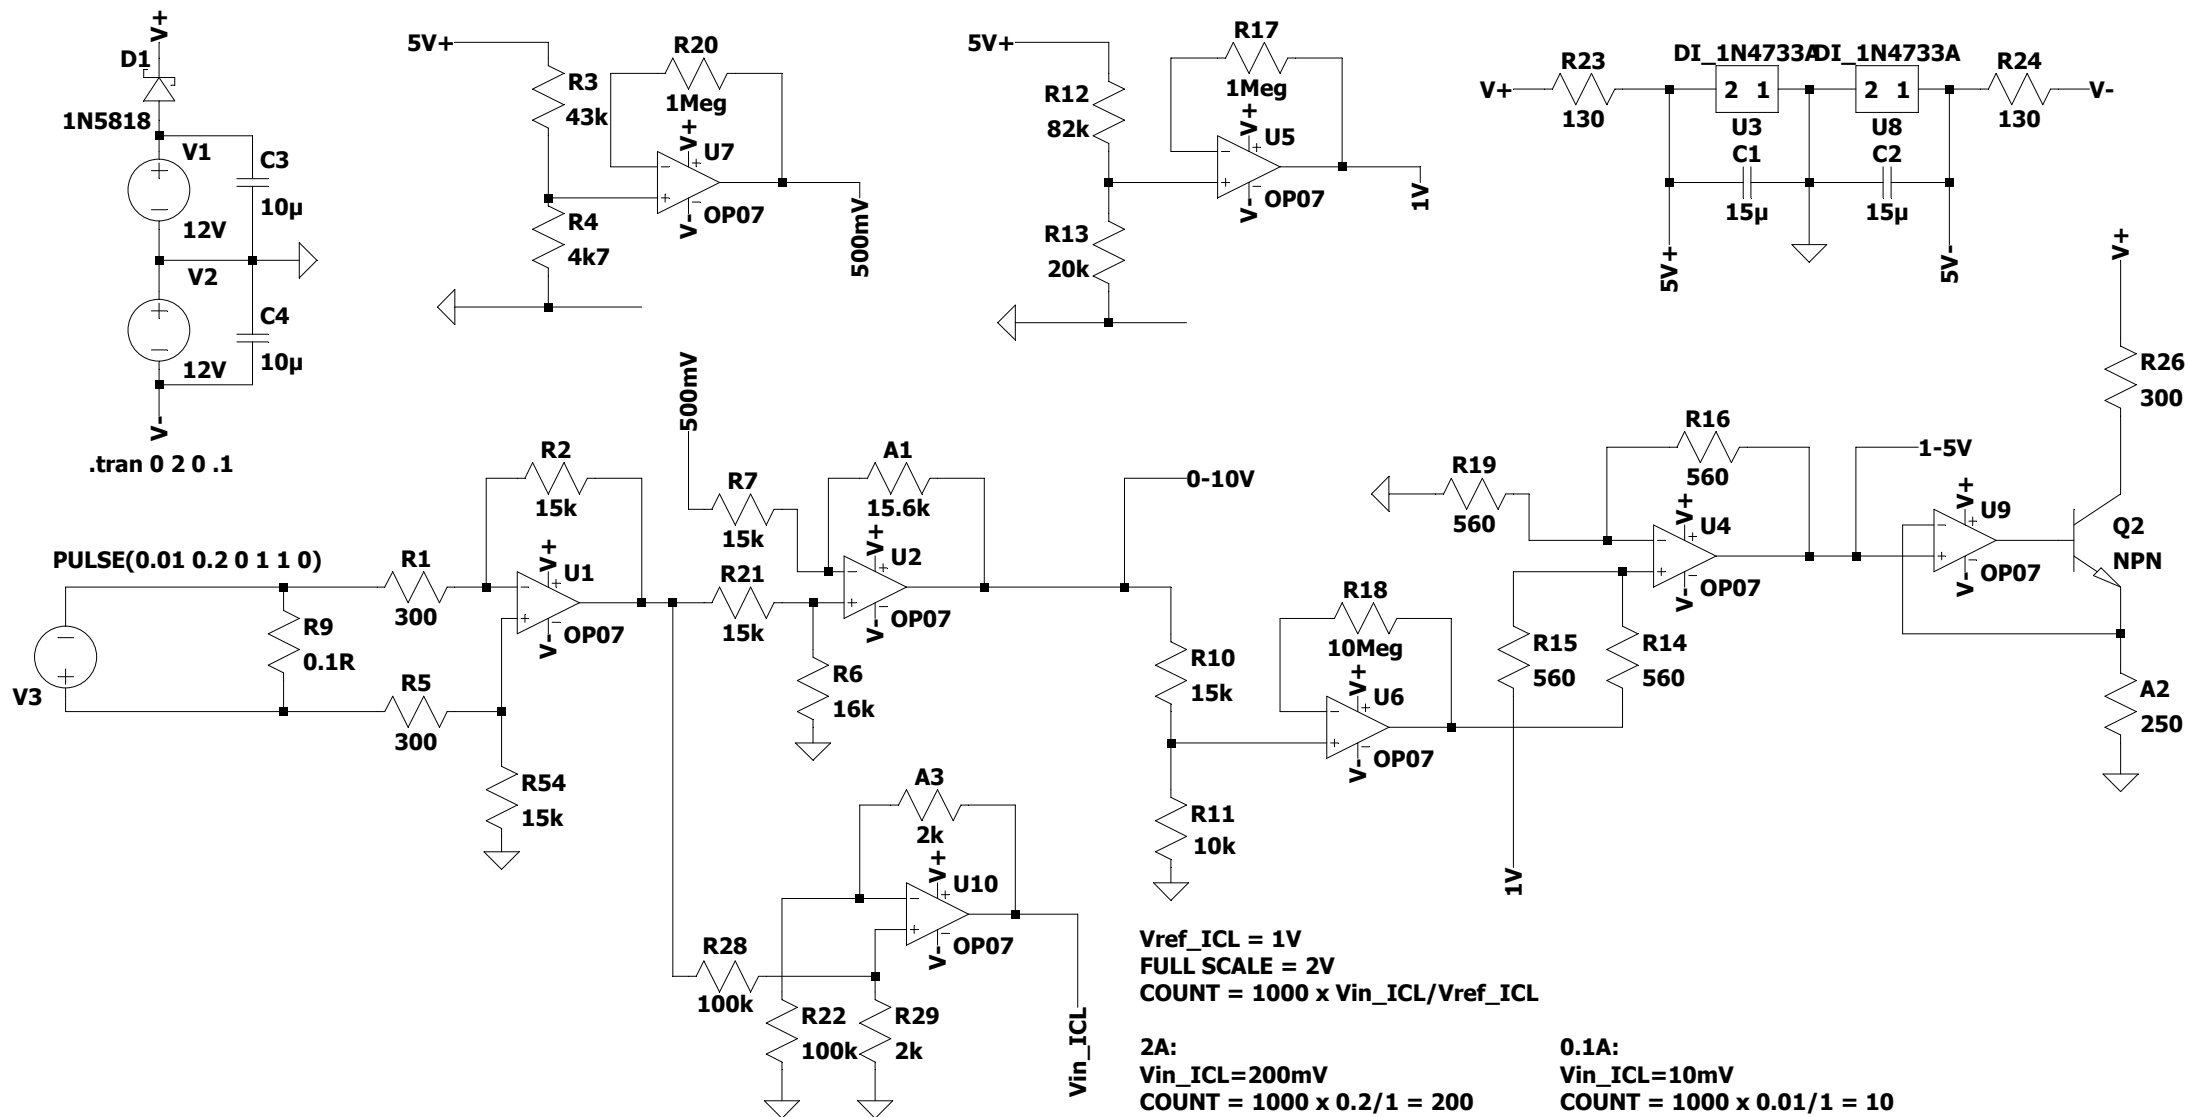 V+
D1
1N5818
V1
C3
10µ
12V
V2
C4
10µ
12V
V-
.tran 0 2 0 .1
5V+
R20
1Meg
R3
43k
V+
U7
OP07
V-
R4
4k7
500mV
5V+
R17
1Meg
R12
82k
V+
U5
OP07
V-
R13
20k
1V
DI_1N4733A
DI_1N4733A
R23
R24
V+
2 1
2 1
V-
130
130
U3
U8
C1
C2
15µ
15µ
5V+
5V-
V+
R26
300
PULSE(0.01 0.2 0 1 1 0)
V3
R9
0.1R
R1
300
R5
300
R2
15k
V+
U1
OP07
V-
R54
15k
500mV
R7
15k
A1
15.6k
V+
U2
OP07
V-
R21
15k
R6
16k
0-10V
R10
15k
R11
10k
R18
10Meg
V+
U6
OP07
V-
R19
560
R16
560
V+
U4
OP07
V-
R15
560
R14
560
1V
1-5V
V+
U9
OP07
V-
Q2
NPN
A2
250
A3
2k
V+
U10
OP07
V-
R28
100k
R22
100k
R29
2k
Vin_ICL
Vref_ICL = 1V
FULL SCALE = 2V
COUNT = 1000 x Vin_ICL/Vref_ICL
2A:
Vin_ICL=200mV
COUNT = 1000 x 0.2/1 = 200
0.1A:
Vin_ICL=10mV
COUNT = 1000 x 0.01/1 = 10